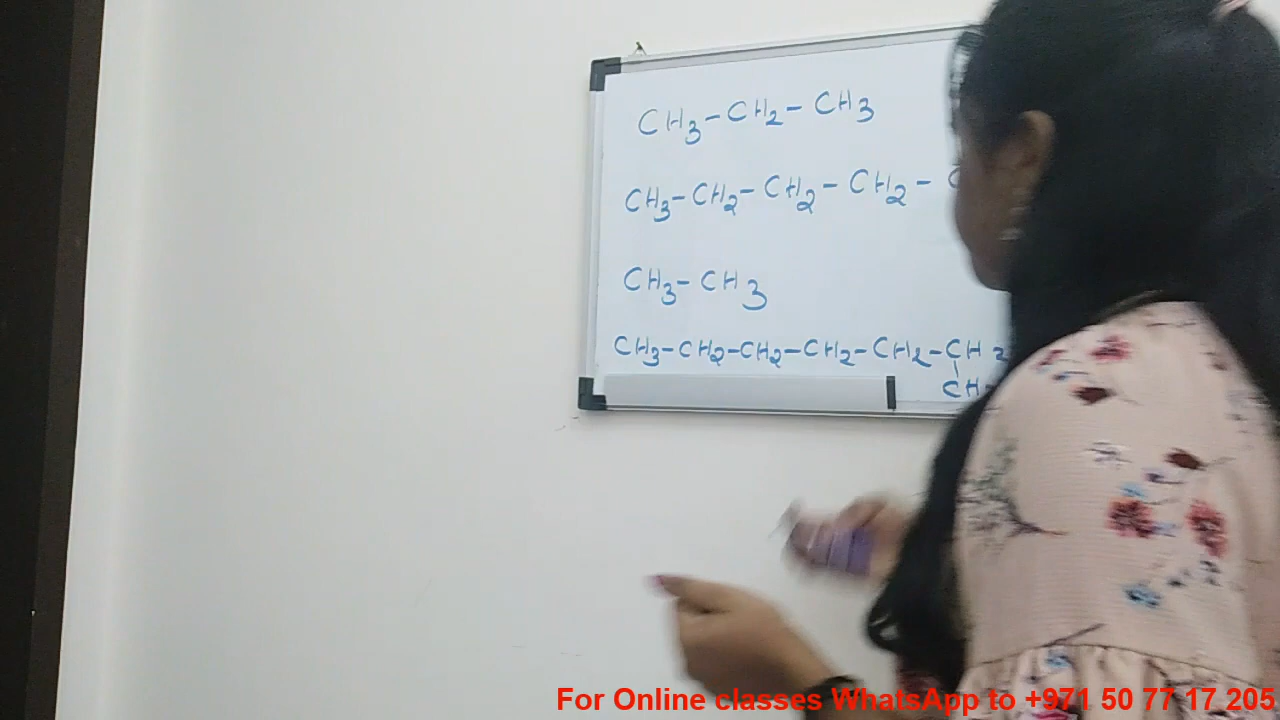 CH3-CH2-CH3
CH3-CH2-CH2-CH2-
CH3-CH3
CH3-CH2-CH2-CH2-CH2-CH2
CH
For Online classes WhatsApp to +971 50 77 17 205